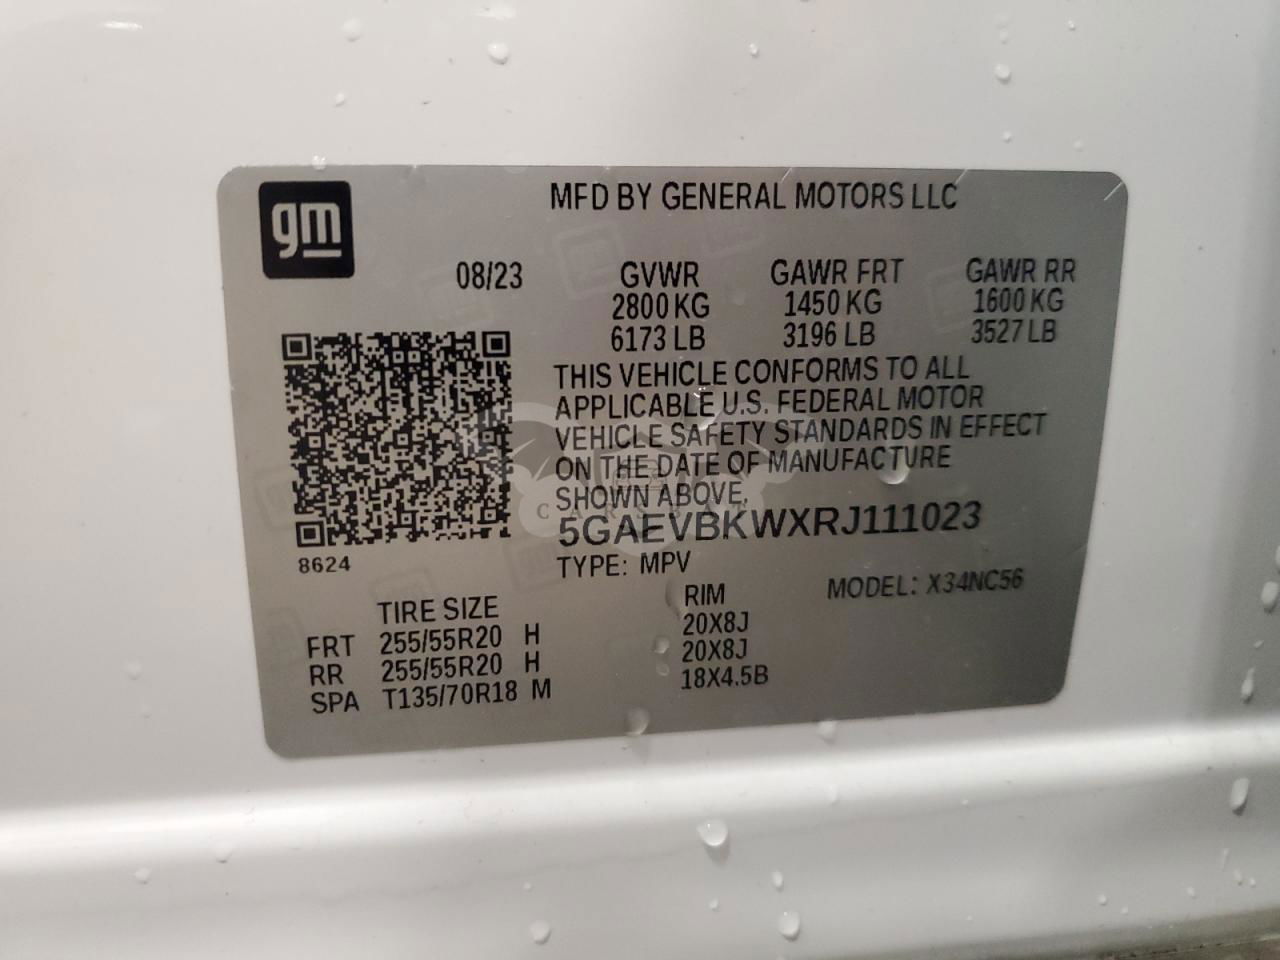 gm
MFD BY GENERAL MOTORS LLC
08/23 GVWR GAWR FRT GAWR RR
2800 KG 1450 KG 1600 KG
6173 LB 3196 LB 3527 LB
THIS VEHICLE CONFORMS TO ALL
APPLICABLE U.S. FEDERAL MOTOR
VEHICLE SAFETY STANDARDS IN EFFECT
ON THE DATE OF MANUFACTURE
SHOWN ABOVE.
5GAEVBKWXRJ111023
8624
TYPE: MPV MODEL: X34NC56
TIRE SIZE RIM
FRT 255/55R20 H 20X8J
RR 255/55R20 H 20X8J
SPA T135/70R18 M 18X4.5B